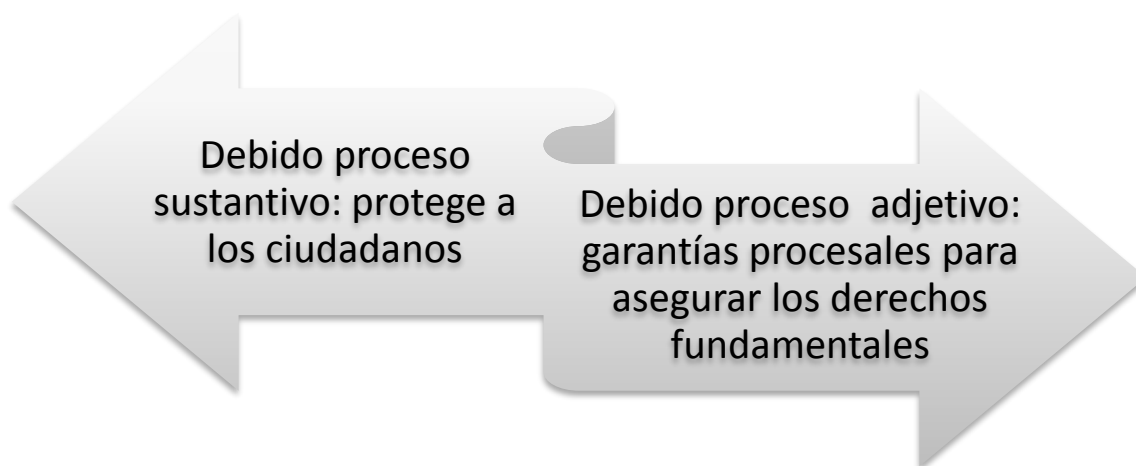 Debido proceso
sustantivo: protege a
los ciudadanos
Debido proceso  adjetivo:
garantías procesales para
asegurar los derechos
fundamentales